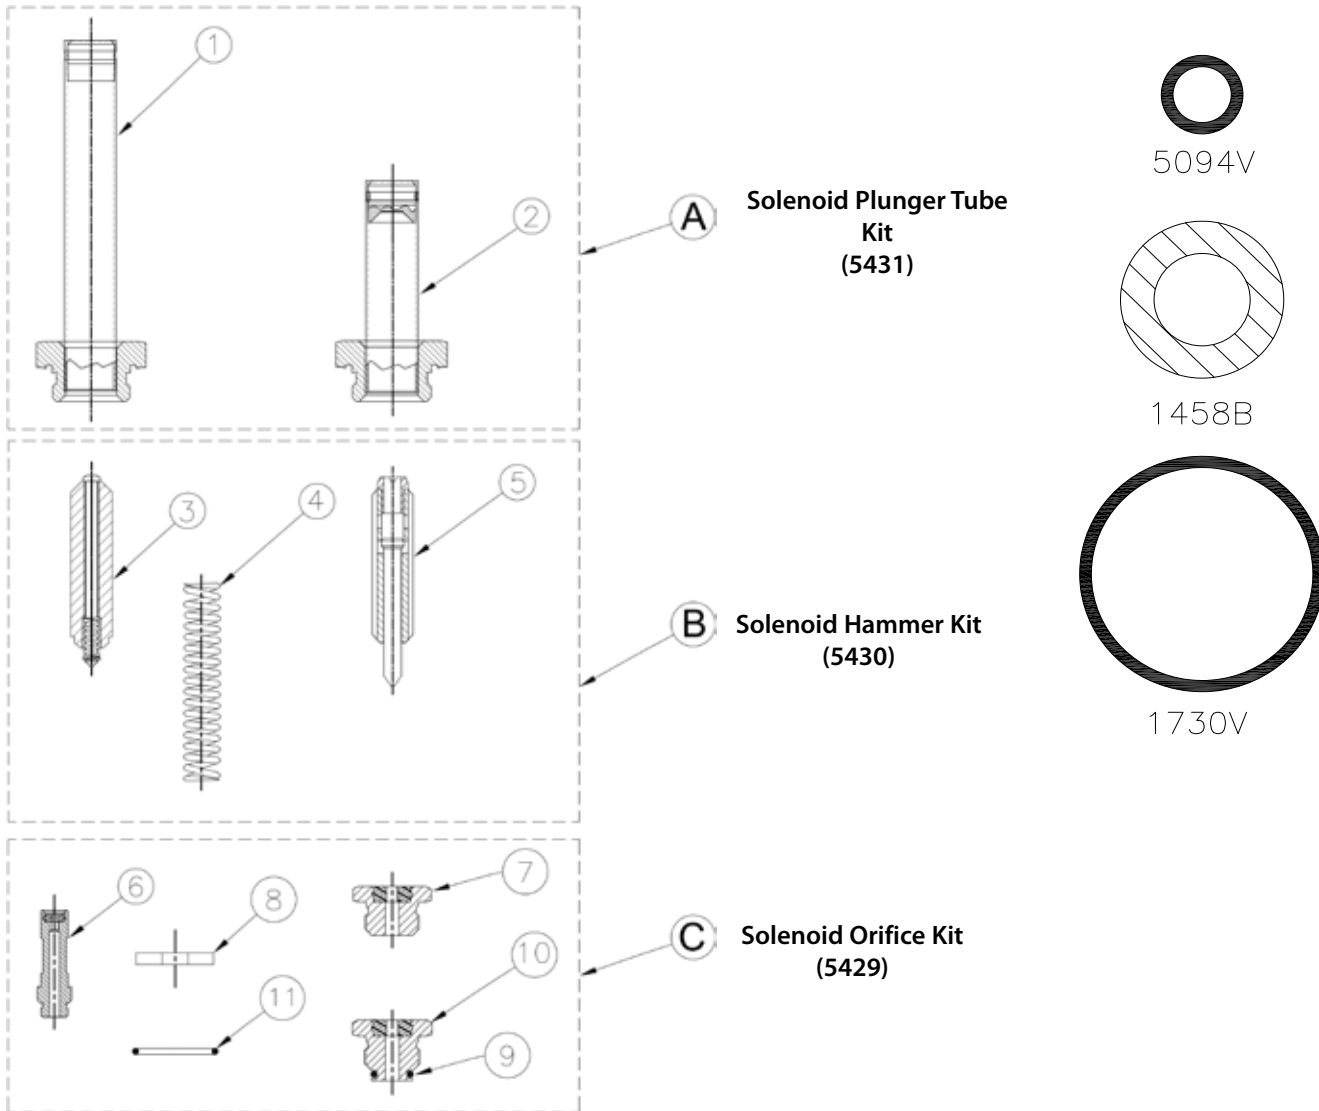 1
2
A
Solenoid Plunger Tube
Kit
(5431)
3
4
5
B
Solenoid Hammer Kit
(5430)
6
8
11
7
10
9
C
Solenoid Orifice Kit
(5429)
5094V
1458B
1730V